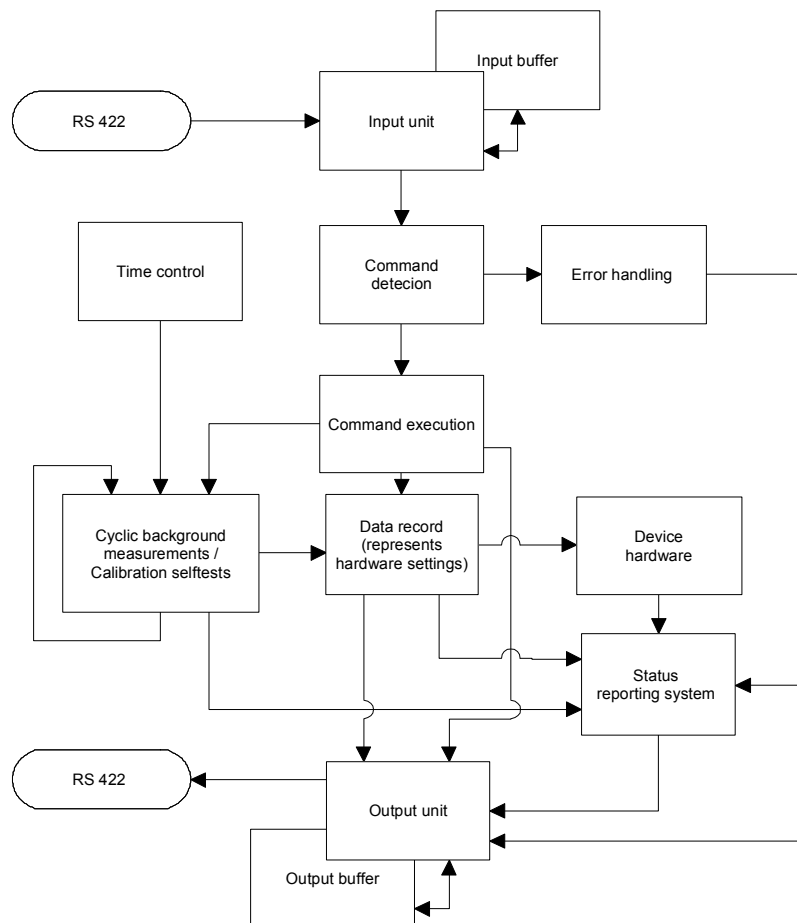 Input buffer
RS 422
Input unit
Time control
Command
detecion
Error handling
Command execution
Cyclic background
measurements /
Calibration selftests
Data record
(represents
hardware settings)
Device
hardware
Status
reporting system
RS 422
Output unit
Output buffer